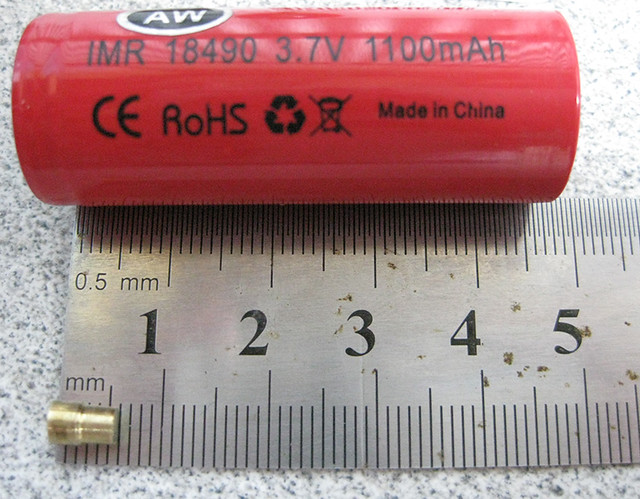 AW
IMR 18490 3.7V 1100mAh
CE RoHS Made in China
0.5 mm
1 2 3 4 5
mm